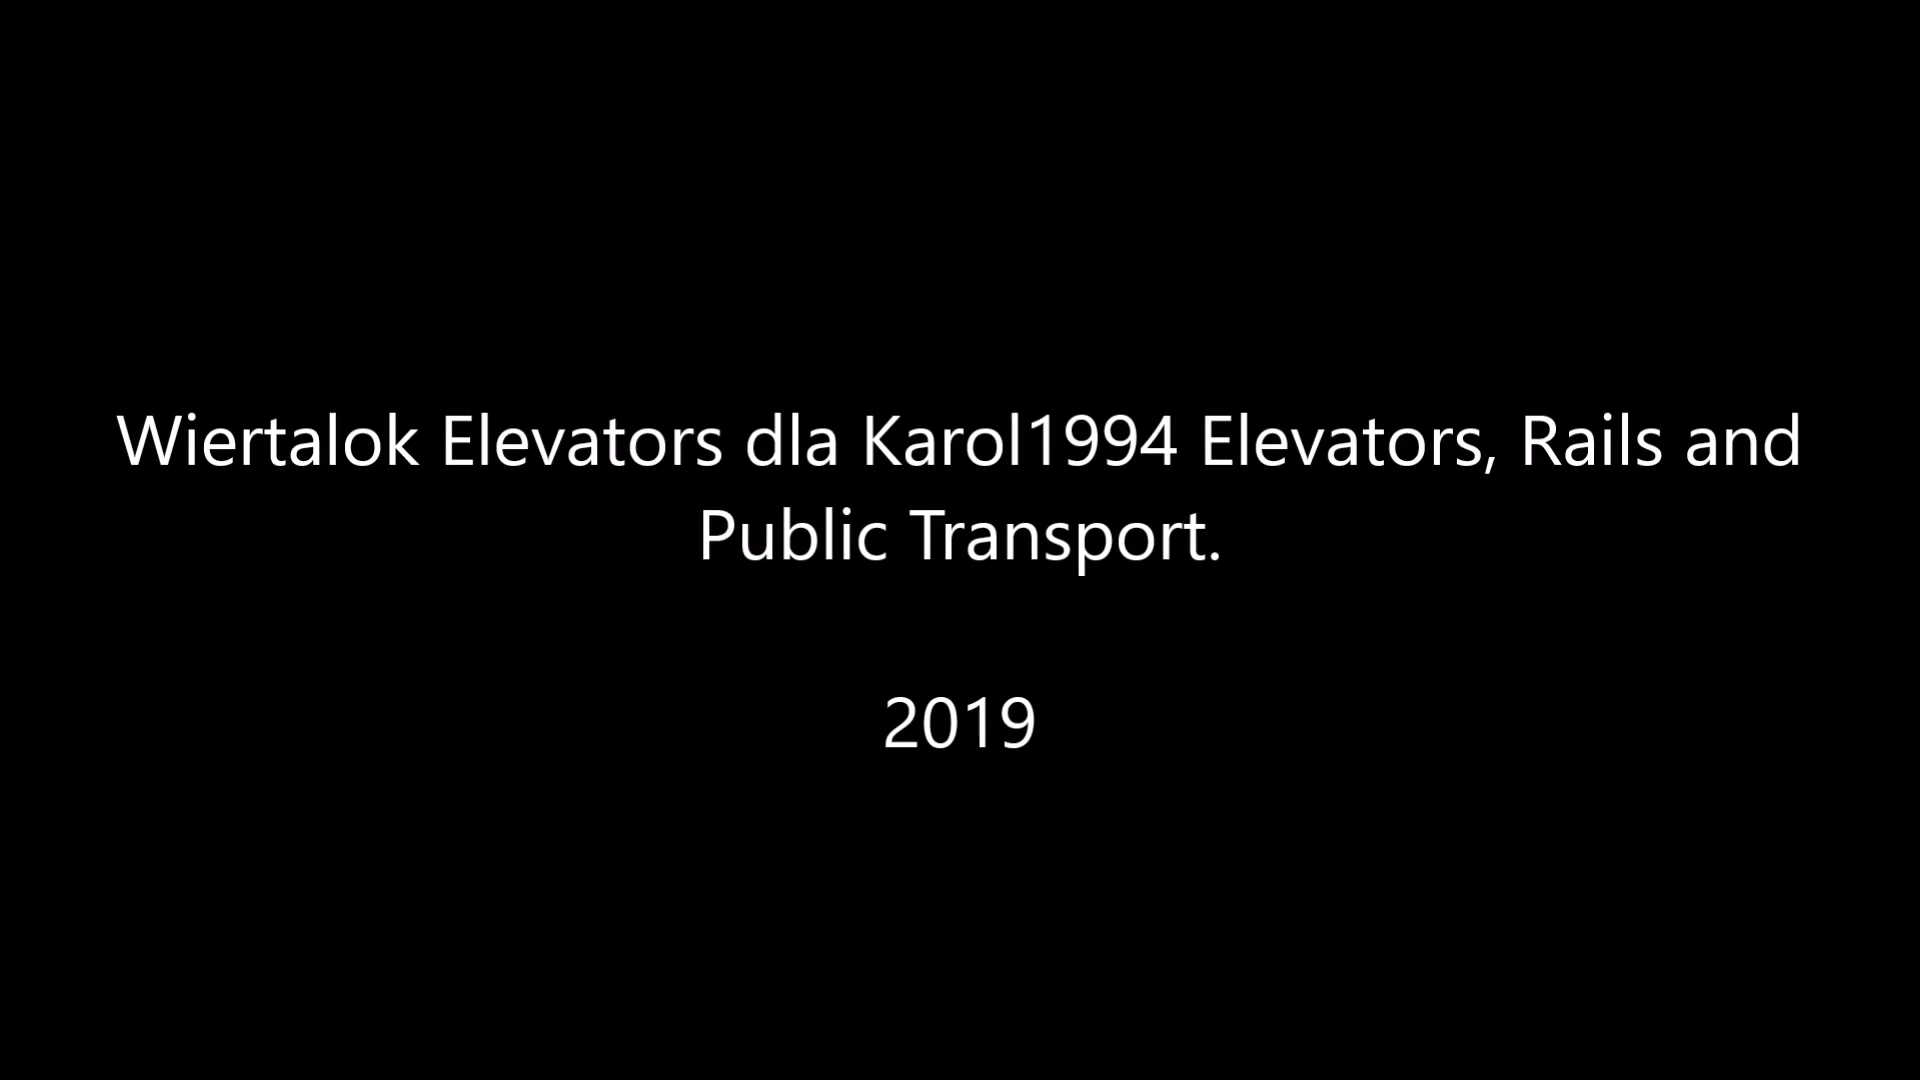 Wiertalok Elevators dla Karol1994 Elevators, Rails and
Public Transport.
2019